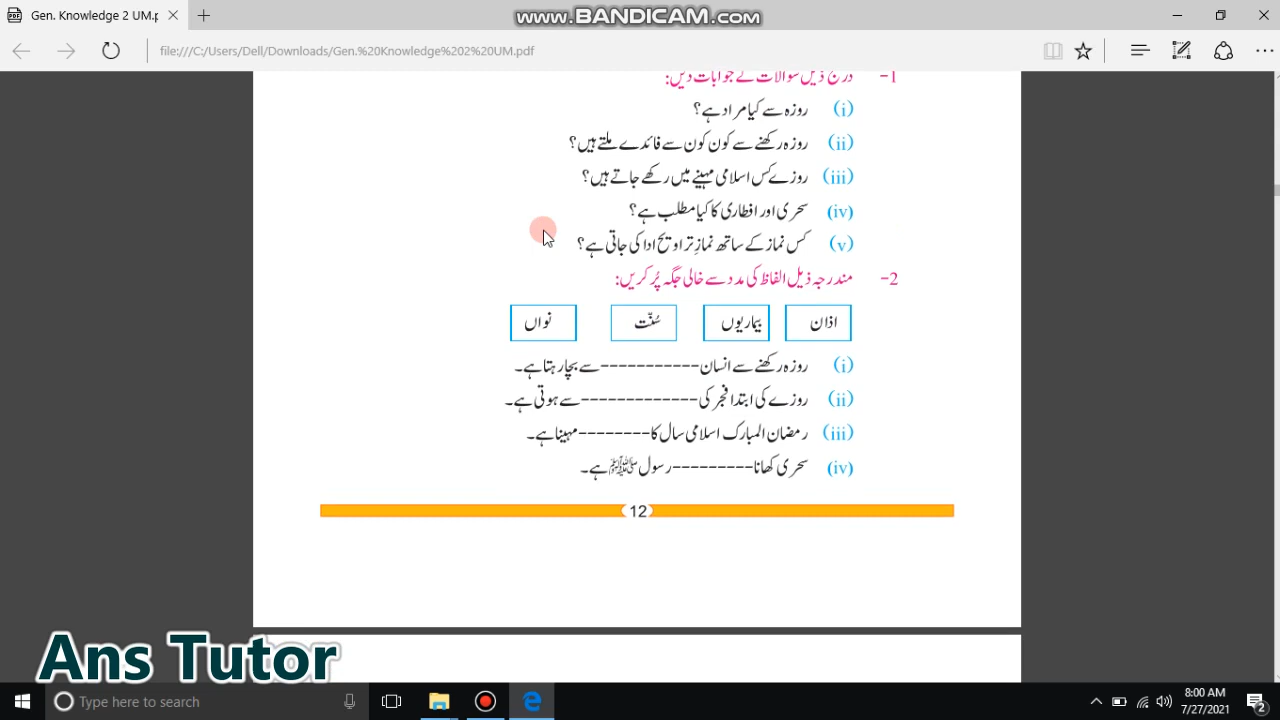 Gen. Knowledge 2 UM.p
www.BANDICAM.com
file:///C:/Users/Dell/Downloads/Gen.%20Knowledge%202%20UM.pdf
1- درج ذیل سوالات کے جوابات دیں:
(i) روزہ سے کیا مراد ہے؟
(ii) روزہ رکھنے سے کون کون سے فائدے ملتے ہیں؟
(iii) روزے کس اسلامی مہینے میں رکھے جاتے ہیں؟
(iv) سحری اور افطاری کا کیا مطلب ہے؟
(v) کس نماز کے ساتھ نمازِ تراویح ادا کی جاتی ہے؟
2- مندرجہ ذیل الفاظ کی مدد سے خالی جگہ پُر کریں:
اذان بیماریوں سُنّت نواں
(i) روزہ رکھنے سے انسان ----------- سے بچا رہتا ہے۔
(ii) روزے کی ابتدا فجر کی ------------- سے ہوتی ہے۔
(iii) رمضان المبارک اسلامی سال کا -------- مہینا ہے۔
(iv) سحری کھانا --------- رسول ﷺ ہے۔
12
Ans Tutor
Type here to search
8:00 AM
7/27/2021
2